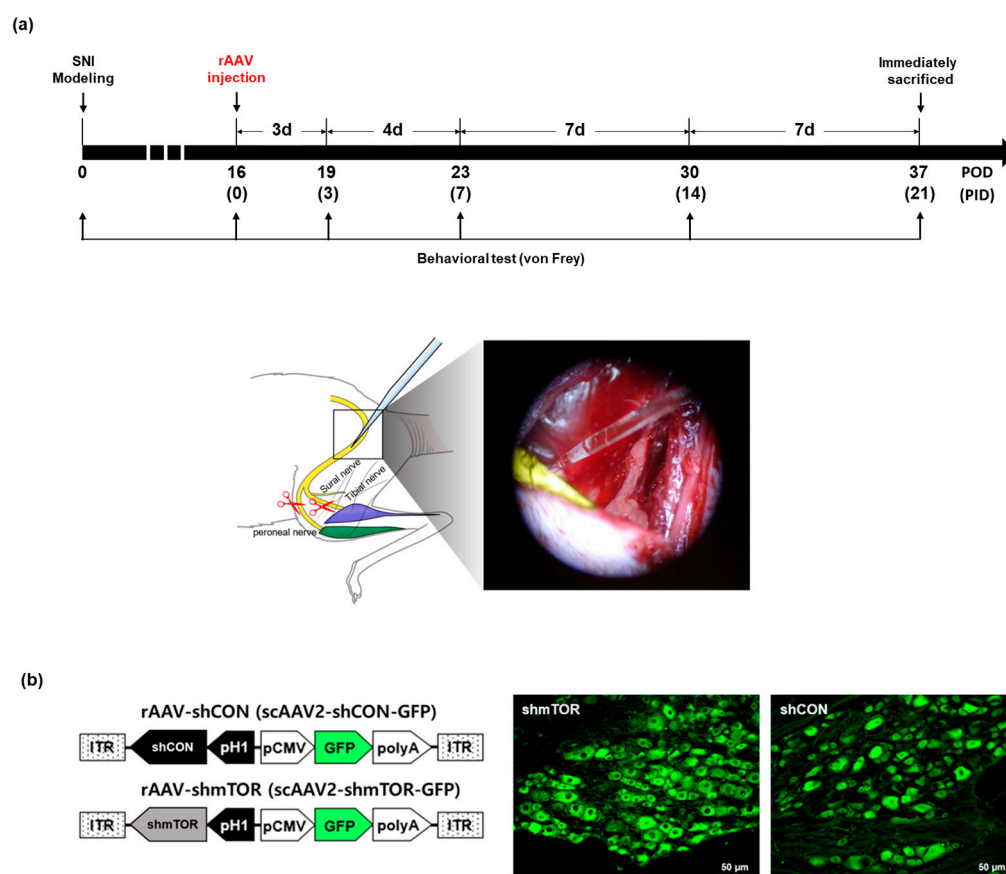 (a)
SNI
Modeling
rAAV
injection
Immediately
sacrificed
3d 4d 7d 7d
0 16 19 23 30 37 POD
(0) (3) (7) (14) (21) (PID)
Behavioral test (von Frey)
Sural nerve
Tibial nerve
peroneal nerve
(b)
rAAV-shCON (scAAV2-shCON-GFP)
ITR shCON pH1 pCMV GFP polyA ITR
rAAV-shmTOR (scAAV2-shmTOR-GFP)
ITR shmTOR pH1 pCMV GFP polyA ITR
shmTOR
50 μm
shCON
50 μm